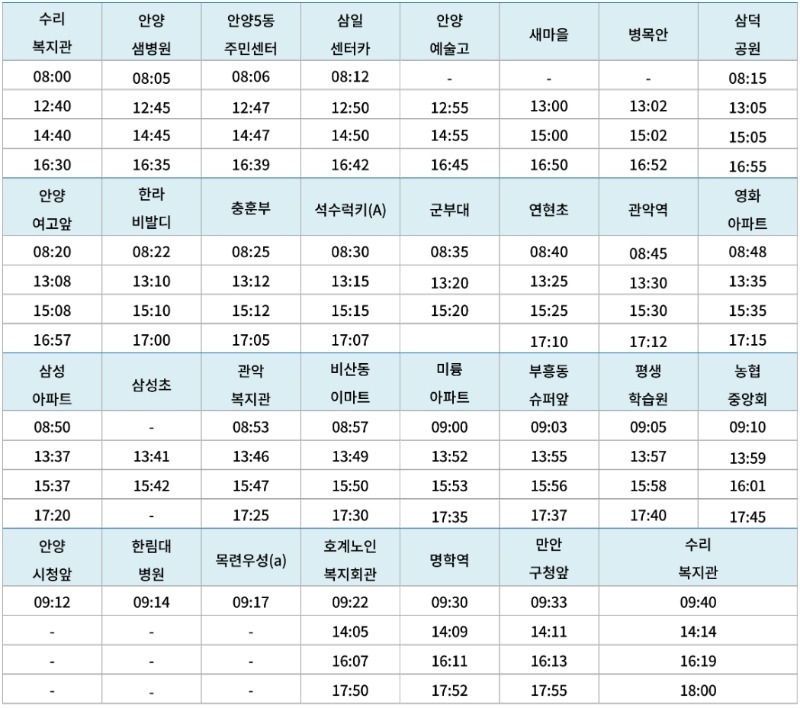 수리 안양 안양5동 삼일 안양 새마을 병목안 삼덕
복지관 샘병원 주민센터 센터카 예술고 공원
08:00 08:05 08:06 08:12 - - - 08:15
12:40 12:45 12:47 12:50 12:55 13:00 13:02 13:05
14:40 14:45 14:47 14:50 14:55 15:00 15:02 15:05
16:30 16:35 16:39 16:42 16:45 16:50 16:52 16:55
안양 한라 충훈부 석수럭키(A) 군부대 연현초 관악역 영화
여고앞 비발디 아파트
08:20 08:22 08:25 08:30 08:35 08:40 08:45 08:48
13:08 13:10 13:12 13:15 13:20 13:25 13:30 13:35
15:08 15:10 15:12 15:15 15:20 15:25 15:30 15:35
16:57 17:00 17:05 17:07 17:10 17:12 17:15
삼성 삼성초 관악 비산동 미륭 부흥동 평생 농협
아파트 복지관 이마트 아파트 슈퍼앞 학습원 중앙회
08:50 - 08:53 08:57 09:00 09:03 09:05 09:10
13:37 13:41 13:46 13:49 13:52 13:55 13:57 13:59
15:37 15:42 15:47 15:50 15:53 15:56 15:58 16:01
17:20 - 17:25 17:30 17:35 17:37 17:40 17:45
안양 한림대 목련우성(a) 호계노인 명학역 만안 수리
시청앞 병원 복지회관 구청앞 복지관
09:12 09:14 09:17 09:22 09:30 09:33 09:40
- - - 14:05 14:09 14:11 14:14
- - - 16:07 16:11 16:13 16:19
- - - 17:50 17:52 17:55 18:00